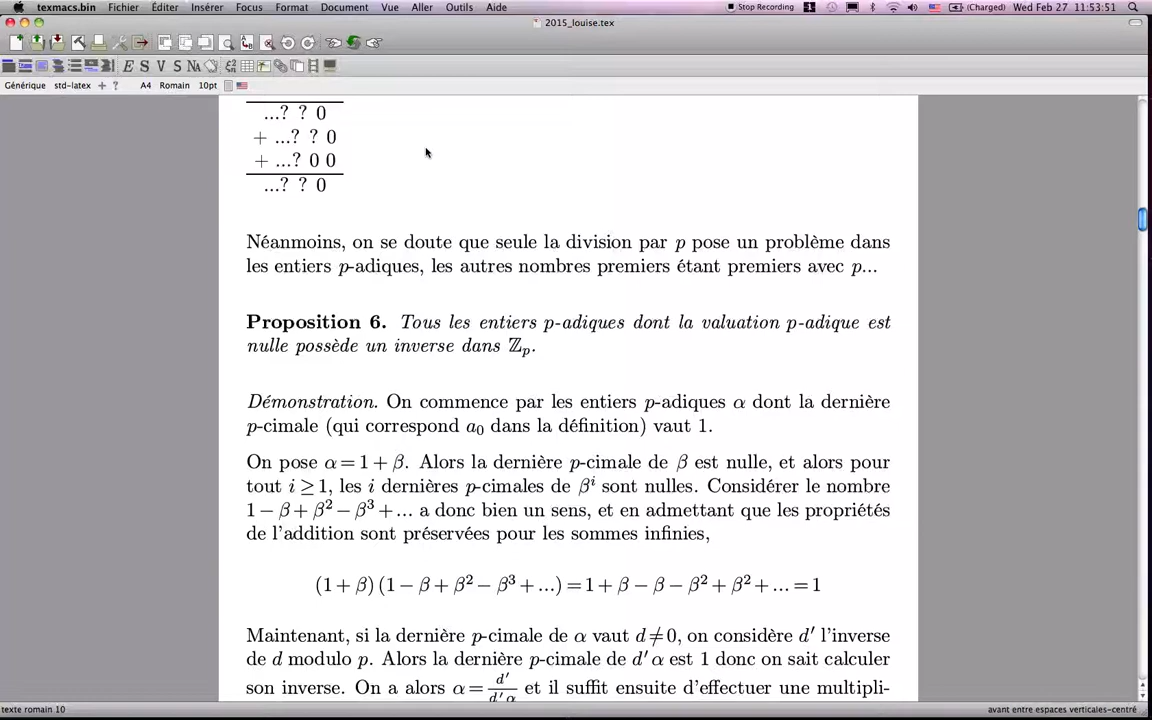 texmacs.bin Fichier Éditer Insérer Focus Format Document Vue Aller Outils Aide Stop Recording 1 (Charged) Wed Feb 27 11:53:51
2015_louise.tex
E S V S NA
Générique std-latex + ? A4 Romain 10pt
...? ? 0
+ ...? ? 0
+ ...? 0 0
...? ? 0
Néanmoins, on se doute que seule la division par p pose un problème dans
les entiers p-adiques, les autres nombres premiers étant premiers avec p...
Proposition 6. Tous les entiers p-adiques dont la valuation p-adique est
nulle possède un inverse dans ℤₚ.
Démonstration. On commence par les entiers p-adiques α dont la dernière
p-cimale (qui correspond a₀ dans la définition) vaut 1.
On pose α = 1 + β. Alors la dernière p-cimale de β est nulle, et alors pour
tout i ≥ 1, les i dernières p-cimales de βⁱ sont nulles. Considérer le nombre
1 − β + β² − β³ + ... a donc bien un sens, et en admettant que les propriétés
de l'addition sont préservées pour les sommes infinies,
(1 + β) (1 − β + β² − β³ + ...) = 1 + β − β − β² + β² + ... = 1
Maintenant, si la dernière p-cimale de α vaut d ≠ 0, on considère d′ l'inverse
de d modulo p. Alors la dernière p-cimale de d′ α est 1 donc on sait calculer
son inverse. On a alors α = d′/d′ α et il suffit ensuite d'effectuer une multipli-
texte romain 10 avant entre espaces verticales-centré